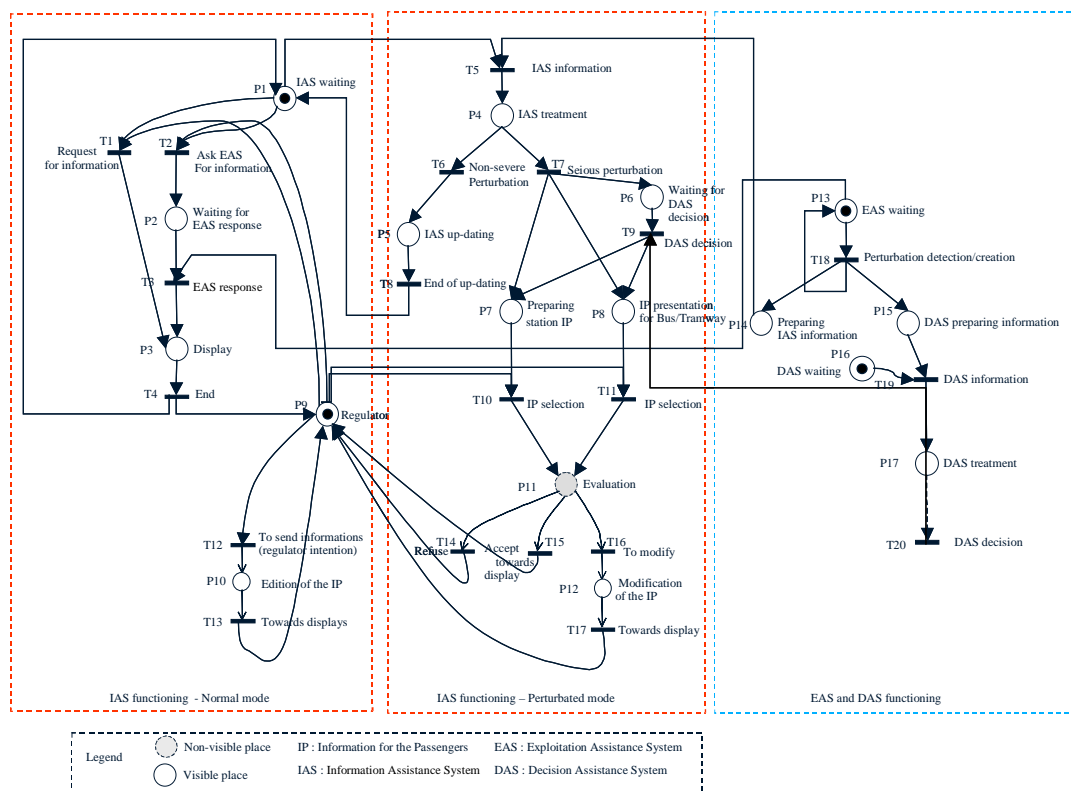 P1
IAS waiting
T1
Request
for information
T2
Ask EAS
For information
P2
Waiting for
EAS response
T3
EAS response
P3
Display
T4
End
P9
Regulator
T12
To send informations
(regulator intention)
P10
Edition of the IP
T13
Towards displays
IAS functioning - Normal mode
T5
IAS information
P4
IAS treatment
T6
Non-severe
Perturbation
T7
Seious perturbation
P6
Waiting for
DAS
decision
P5
IAS up-dating
T9
DAS decision
T8
End of up-dating
P7
Preparing
station IP
P8
IP presentation
for Bus/Tramway
T10
IP selection
T11
IP selection
P11
Evaluation
T14
Refuse
T15
Accept
towards
display
T16
To modify
P12
Modification
of the IP
T17
Towards display
IAS functioning – Perturbated mode
P13
EAS waiting
T18
Perturbation detection/creation
P14
Preparing
IAS information
P15
DAS preparing information
P16
DAS waiting
T19
DAS information
P17
DAS treatment
T20
DAS decision
EAS and DAS functioning
Legend
Non-visible place
IP : Information for the Passengers
EAS : Exploitation Assistance System
Visible place
IAS : Information Assistance System
DAS : Decision Assistance System